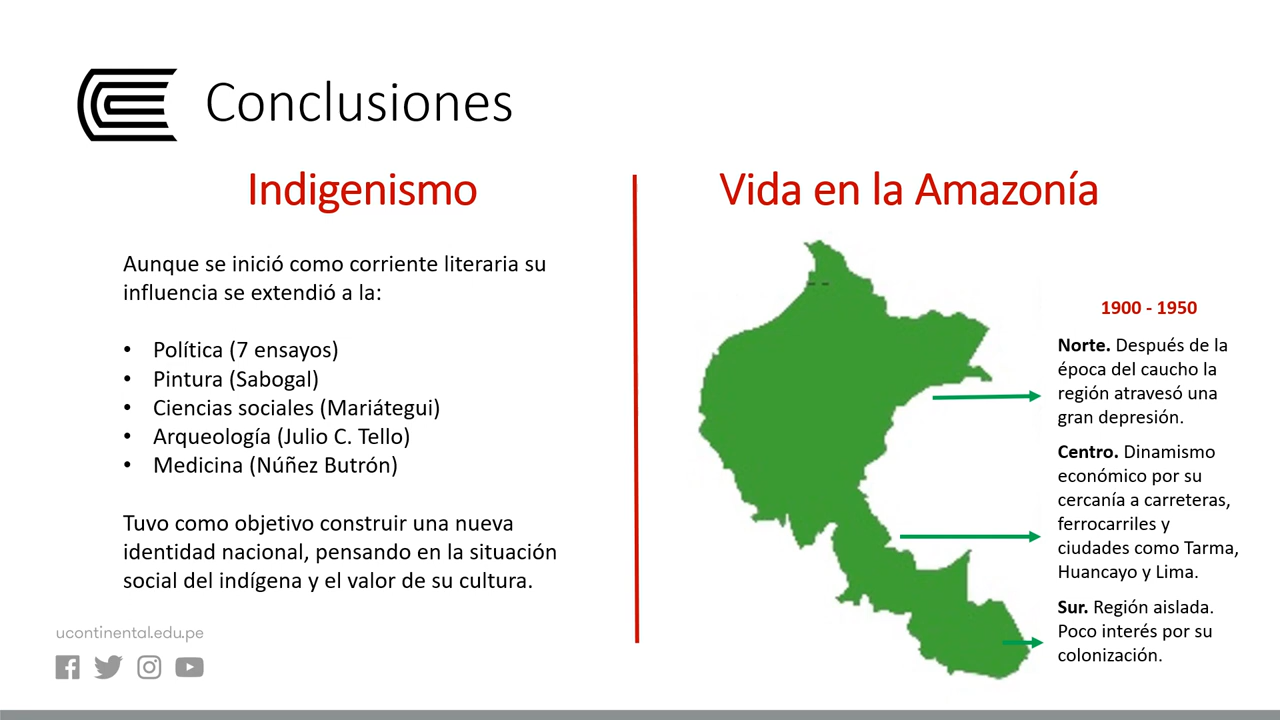 Conclusiones
Indigenismo
Aunque se inició como corriente literaria su
influencia se extendió a la:
• Política (7 ensayos)
• Pintura (Sabogal)
• Ciencias sociales (Mariátegui)
• Arqueología (Julio C. Tello)
• Medicina (Núñez Butrón)
Tuvo como objetivo construir una nueva
identidad nacional, pensando en la situación
social del indígena y el valor de su cultura.
ucontinental.edu.pe
Vida en la Amazonía
1900 - 1950
Norte. Después de la
época del caucho la
región atravesó una
gran depresión.
Centro. Dinamismo
económico por su
cercanía a carreteras,
ferrocarriles y
ciudades como Tarma,
Huancayo y Lima.
Sur. Región aislada.
Poco interés por su
colonización.